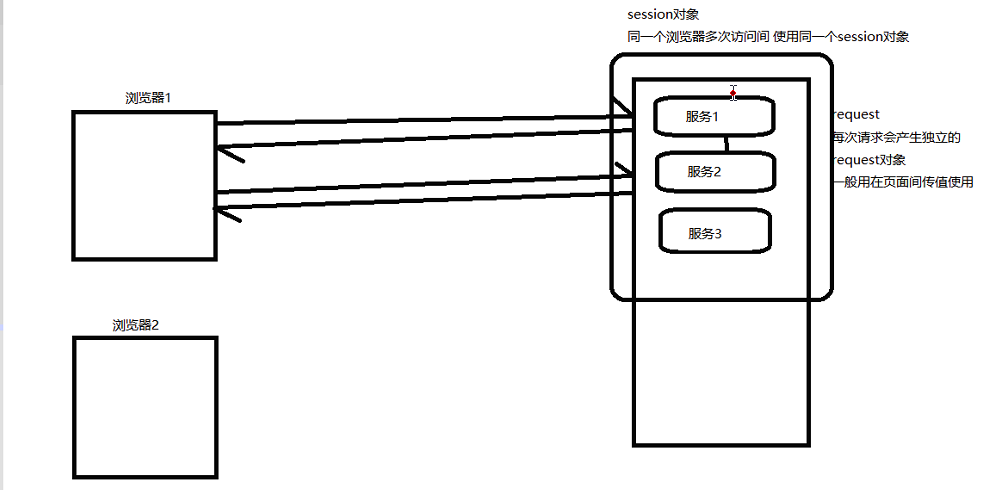 session对象
同一个浏览器多次访问间 使用同一个session对象
浏览器1
服务1
request
每次请求会产生独立的
request对象
一般用在页面间传值使用
服务2
服务3
浏览器2